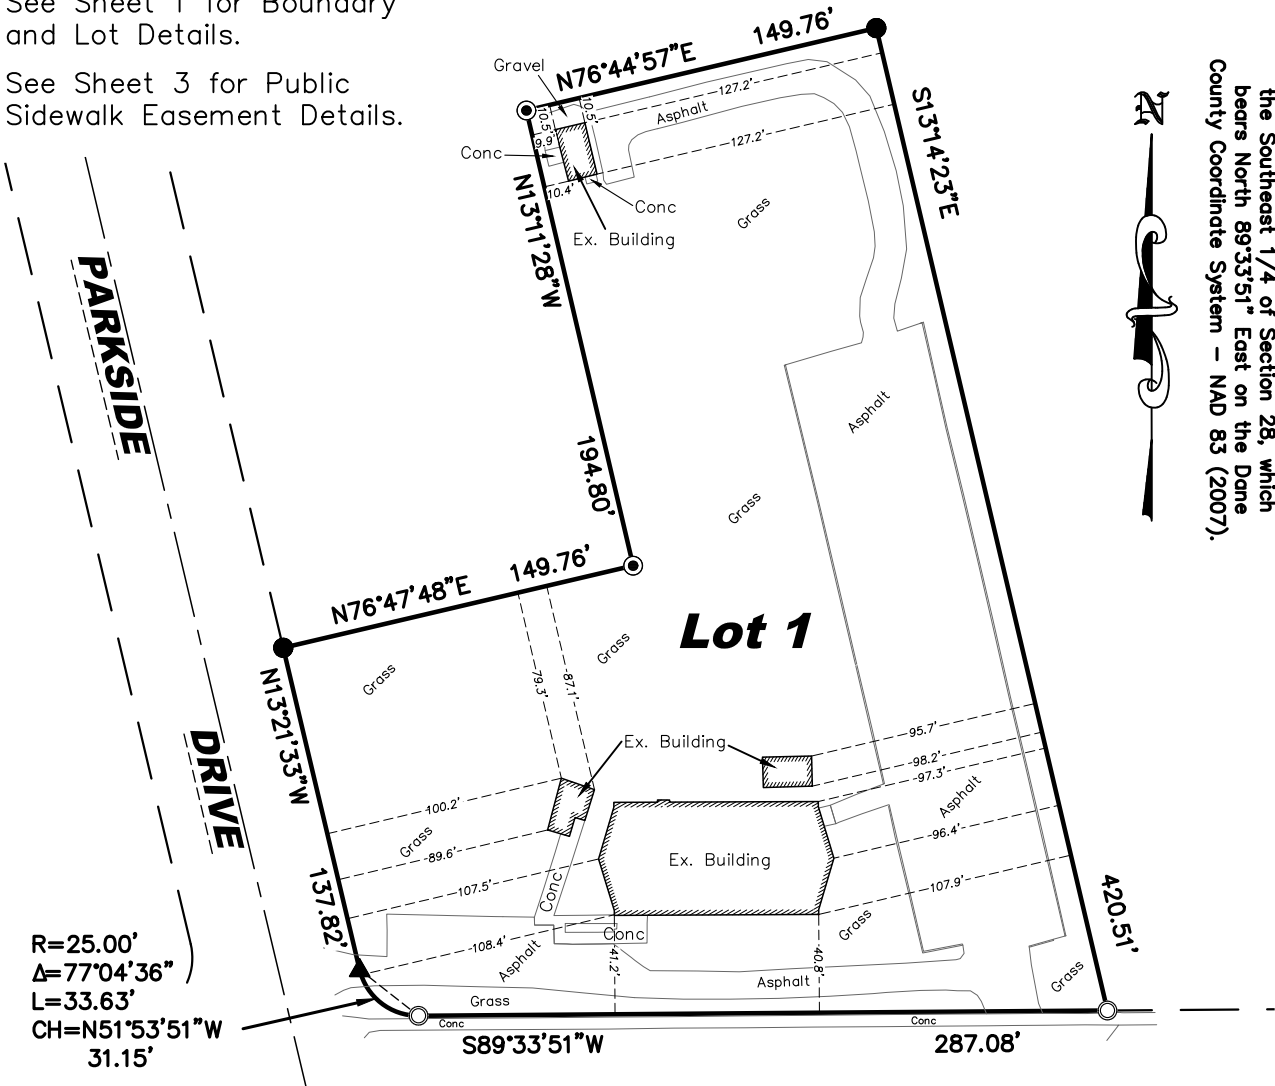 See Sheet 1 for Boundary
and Lot Details.
See Sheet 3 for Public
Sidewalk Easement Details.
the Southeast 1/4 of Section 28, which
bears North 89°33'51" East on the Dane
County Coordinate System – NAD 83 (2007).
N
N76°44'57"E
149.76'
Gravel
10.5'
10.5'
127.2'
Asphalt
127.2'
9.9'
Conc
10.4'
Conc
Ex. Building
Grass
S13°14'23"E
N13°11'28"W
194.80'
PARKSIDE
DRIVE
Asphalt
Grass
N76°47'48"E
149.76'
Lot 1
Grass
Grass
79.3'
87.1'
N13°21'33"W
137.82'
Ex. Building
95.7'
98.2'
97.3'
Asphalt
100.2'
Grass
89.6'
96.4'
Ex. Building
107.5'
107.9'
Conc
Grass
Conc
108.4'
Asphalt
41.2'
40.8'
Asphalt
Grass
Grass
420.51'
Conc
Conc
R=25.00'
Δ=77°04'36"
L=33.63'
CH=N51°53'51"W
31.15'
S89°33'51"W
287.08'